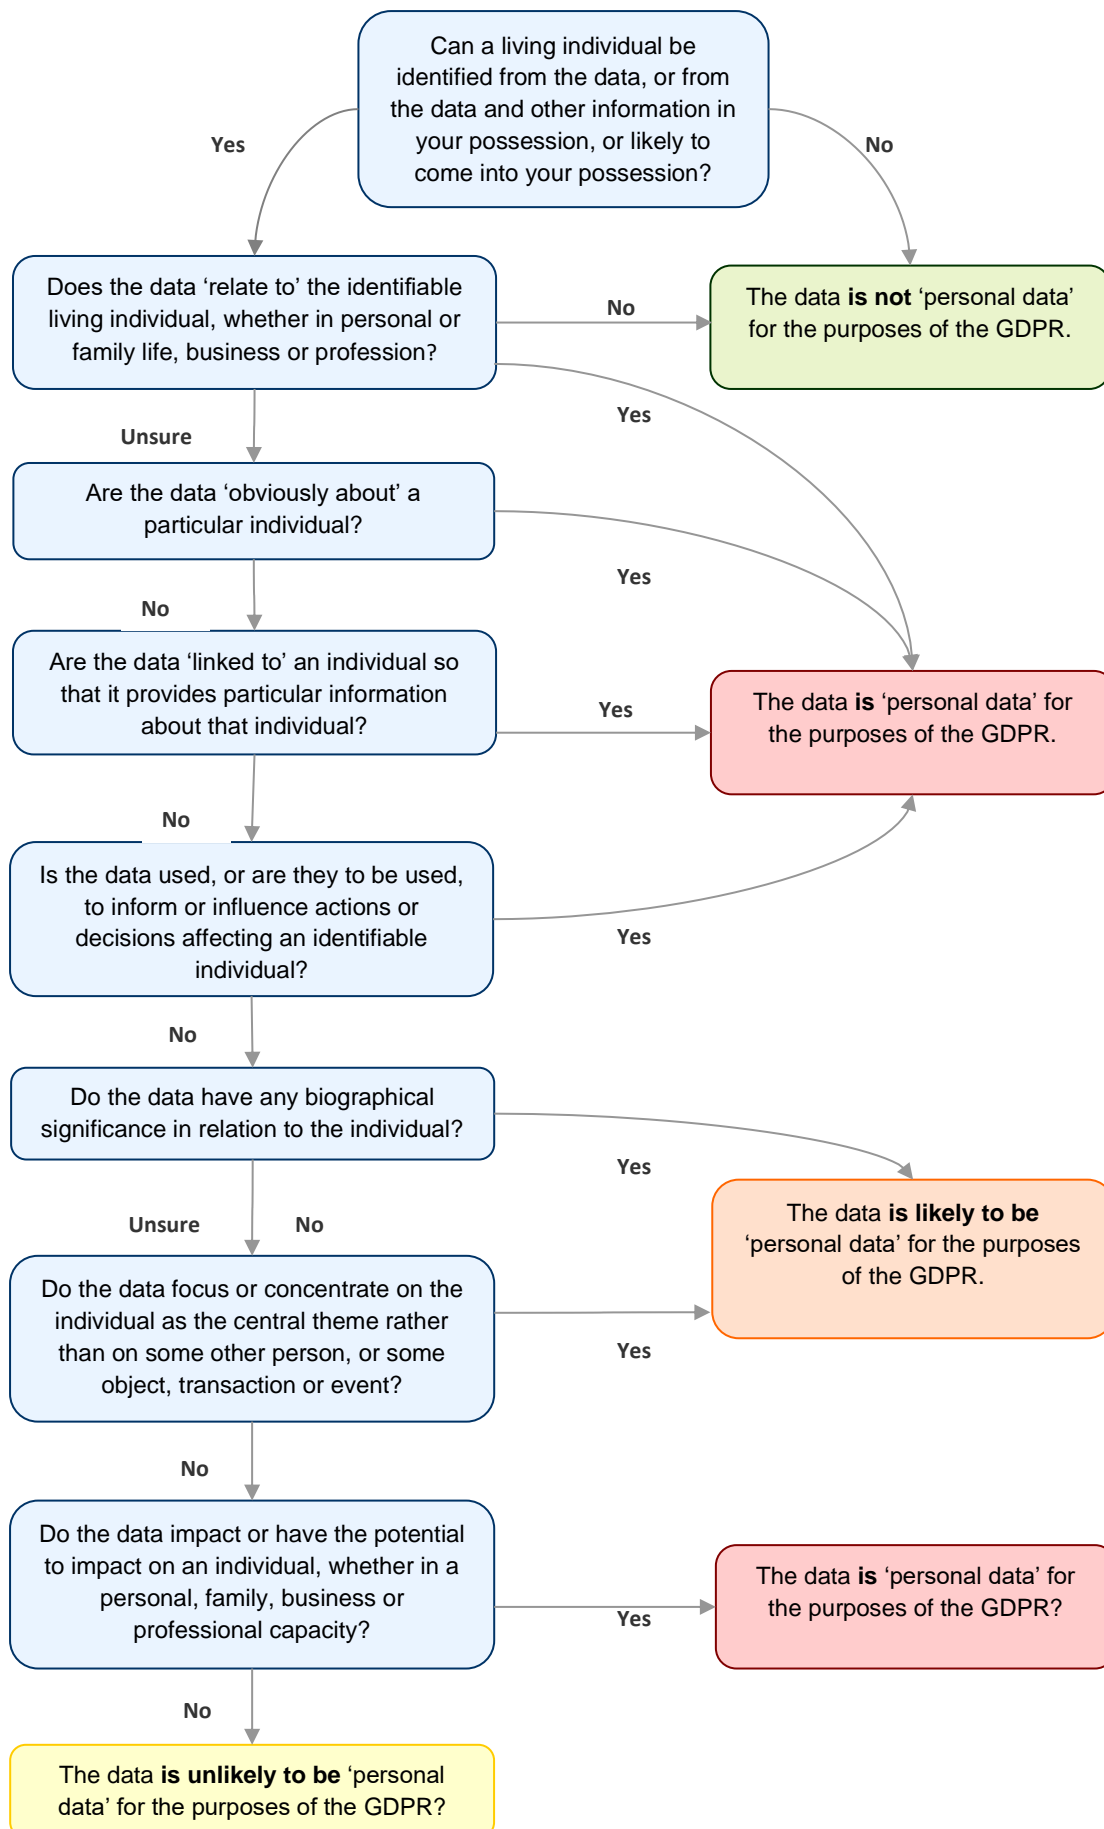 Can a living individual be
identified from the data, or from
the data and other information in
your possession, or likely to
come into your possession?
Yes
No
Does the data ‘relate to’ the identifiable
living individual, whether in personal or
family life, business or profession?
No
The data is not ‘personal data’
for the purposes of the GDPR.
Yes
Unsure
Are the data ‘obviously about’ a
particular individual?
Yes
No
Are the data ‘linked to’ an individual so
that it provides particular information
about that individual?
Yes
The data is ‘personal data’ for
the purposes of the GDPR.
No
Is the data used, or are they to be used,
to inform or influence actions or
decisions affecting an identifiable
individual?
Yes
No
Do the data have any biographical
significance in relation to the individual?
Yes
Unsure
No
The data is likely to be
‘personal data’ for the purposes
of the GDPR.
Do the data focus or concentrate on the
individual as the central theme rather
than on some other person, or some
object, transaction or event?
Yes
No
Do the data impact or have the potential
to impact on an individual, whether in a
personal, family, business or
professional capacity?
Yes
The data is ‘personal data’ for
the purposes of the GDPR?
No
The data is unlikely to be ‘personal
data’ for the purposes of the GDPR?